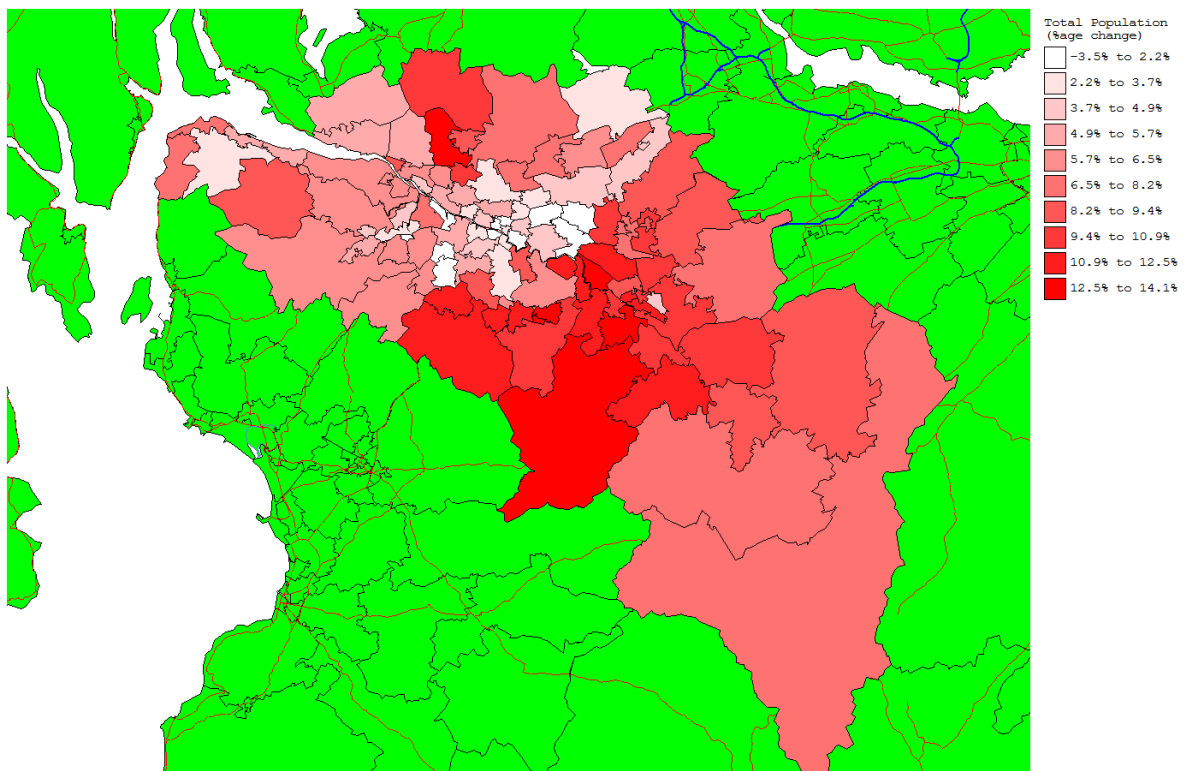 Total Population
(%age change)
-3.5% to 2.2%
2.2% to 3.7%
3.7% to 4.9%
4.9% to 5.7%
5.7% to 6.5%
6.5% to 8.2%
8.2% to 9.4%
9.4% to 10.9%
10.9% to 12.5%
12.5% to 14.1%